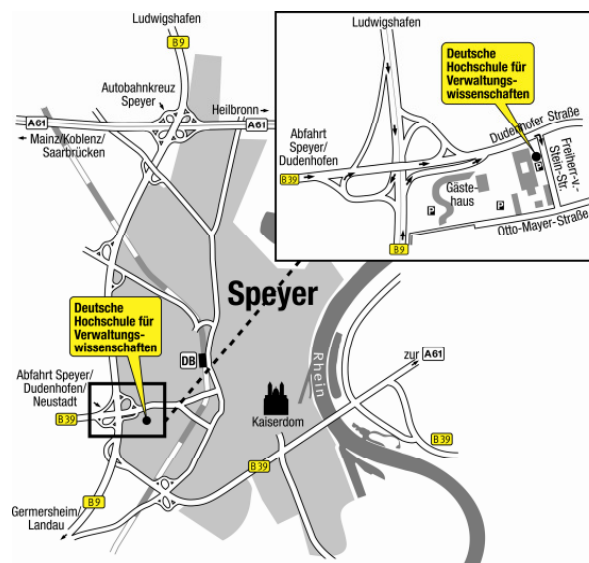 Ludwigshafen
B9
Autobahnkreuz
Speyer
Heilbronn
A61
A61
Mainz/Koblenz/
Saarbrücken
Ludwigshafen
Deutsche
Hochschule für
Verwaltungs-
wissenschaften
Abfahrt
Speyer/
Dudenhofen
B39
Dudenhofer Straße
Freiherr-v.-
Stein-Str.
P
Gäste-
haus
P
P
Otto-Mayer-Straße
B9
Speyer
Deutsche
Hochschule für
Verwaltungs-
wissenschaften
DB
Rhein
zur A61
Abfahrt Speyer/
Dudenhofen/
Neustadt
B39
Kaiserdom
B39
B39
B9
Germersheim/
Landau